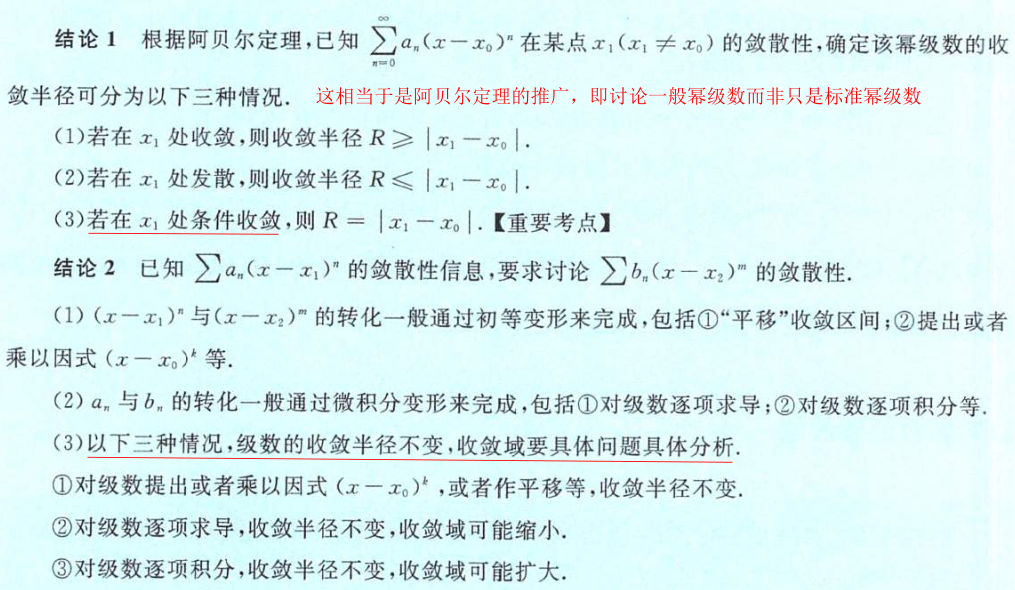 结论 1 根据阿贝尔定理,已知 $\sum_{n=0}^{\infty} a_n(x-x_0)^n$ 在某点 $x_1(x_1 \neq x_0)$ 的敛散性,确定该幂级数的收
敛半径可分为以下三种情况. 这相当于是阿贝尔定理的推广，即讨论一般幂级数而非只是标准幂级数
(1)若在 $x_1$ 处收敛,则收敛半径 $R \geqslant |x_1-x_0|$.
(2)若在 $x_1$ 处发散,则收敛半径 $R \leqslant |x_1-x_0|$.
(3)若在 $x_1$ 处条件收敛,则 $R = |x_1-x_0|$.【重要考点】
结论 2 已知 $\sum a_n(x-x_1)^n$ 的敛散性信息,要求讨论 $\sum b_n(x-x_2)^m$ 的敛散性.
(1) $(x-x_1)^n$ 与 $(x-x_2)^m$ 的转化一般通过初等变形来完成,包括①“平移”收敛区间;②提出或者
乘以因式 $(x-x_0)^k$ 等.
(2) $a_n$ 与 $b_n$ 的转化一般通过微积分变形来完成,包括①对级数逐项求导;②对级数逐项积分等.
(3)以下三种情况,级数的收敛半径不变,收敛域要具体问题具体分析.
①对级数提出或者乘以因式 $(x-x_0)^k$ ,或者作平移等,收敛半径不变.
②对级数逐项求导,收敛半径不变,收敛域可能缩小.
③对级数逐项积分,收敛半径不变,收敛域可能扩大.